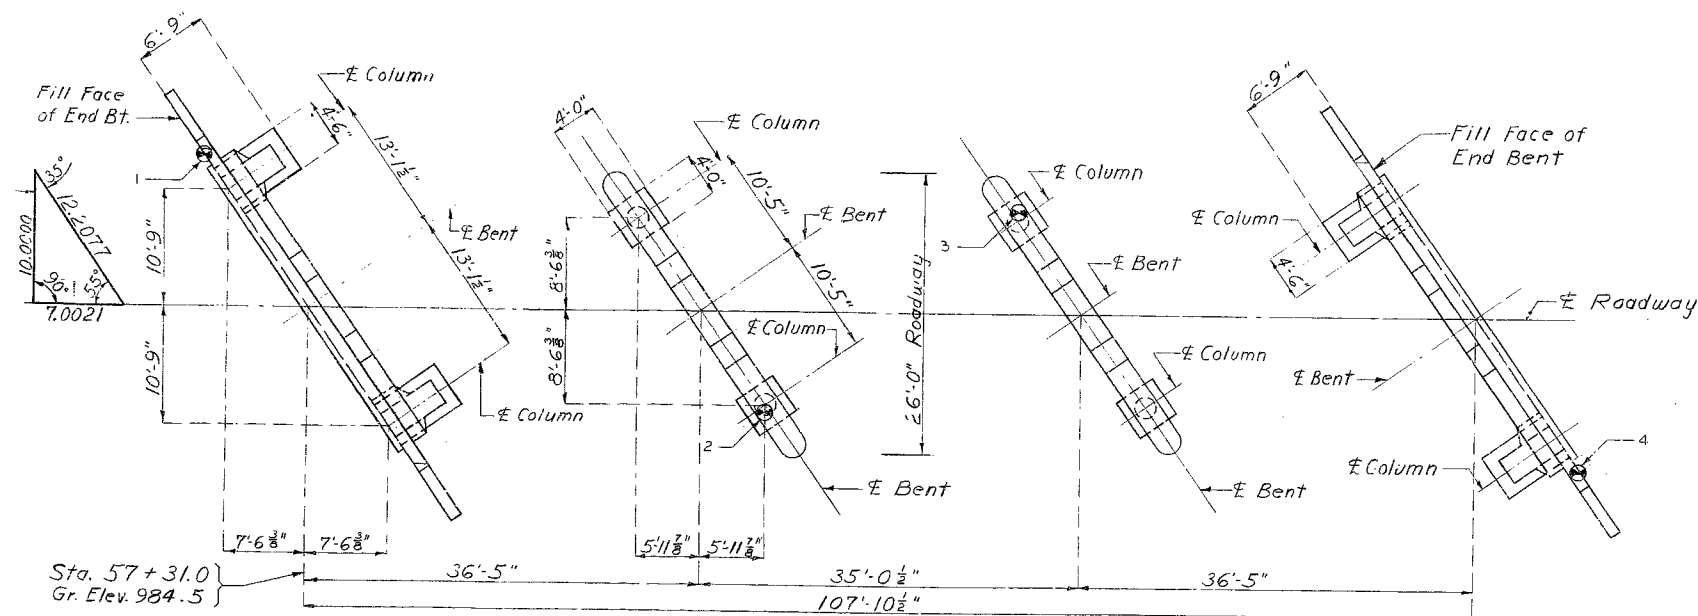 6'-9"
℄ Column
Fill Face
of End Bt.
4'-6"
13'-1½"
1
35°
12.2077
10.0000
90°
55°
7.0021
10'-9"
10'-9"
℄ Bent
13'-1½"
℄ Column
7'-6⅜"
7'-6⅜"
Sta. 57 + 31.0
Gr. Elev. 984.5
4'-0"
℄ Column
4'-0"
10'-5"
℄ Bent
8'-6⅜"
8'-6⅜"
10'-5"
℄ Column
2
℄ Bent
5'-11⅞"
5'-11⅞"
26'-0" Roadway
℄ Column
3
℄ Bent
℄ Column
℄ Bent
6'-9"
Fill Face of
End Bent
℄ Column
4'-6"
℄ Roadway
℄ Bent
℄ Column
4
36'-5"
35'-0½"
36'-5"
107'-10½"